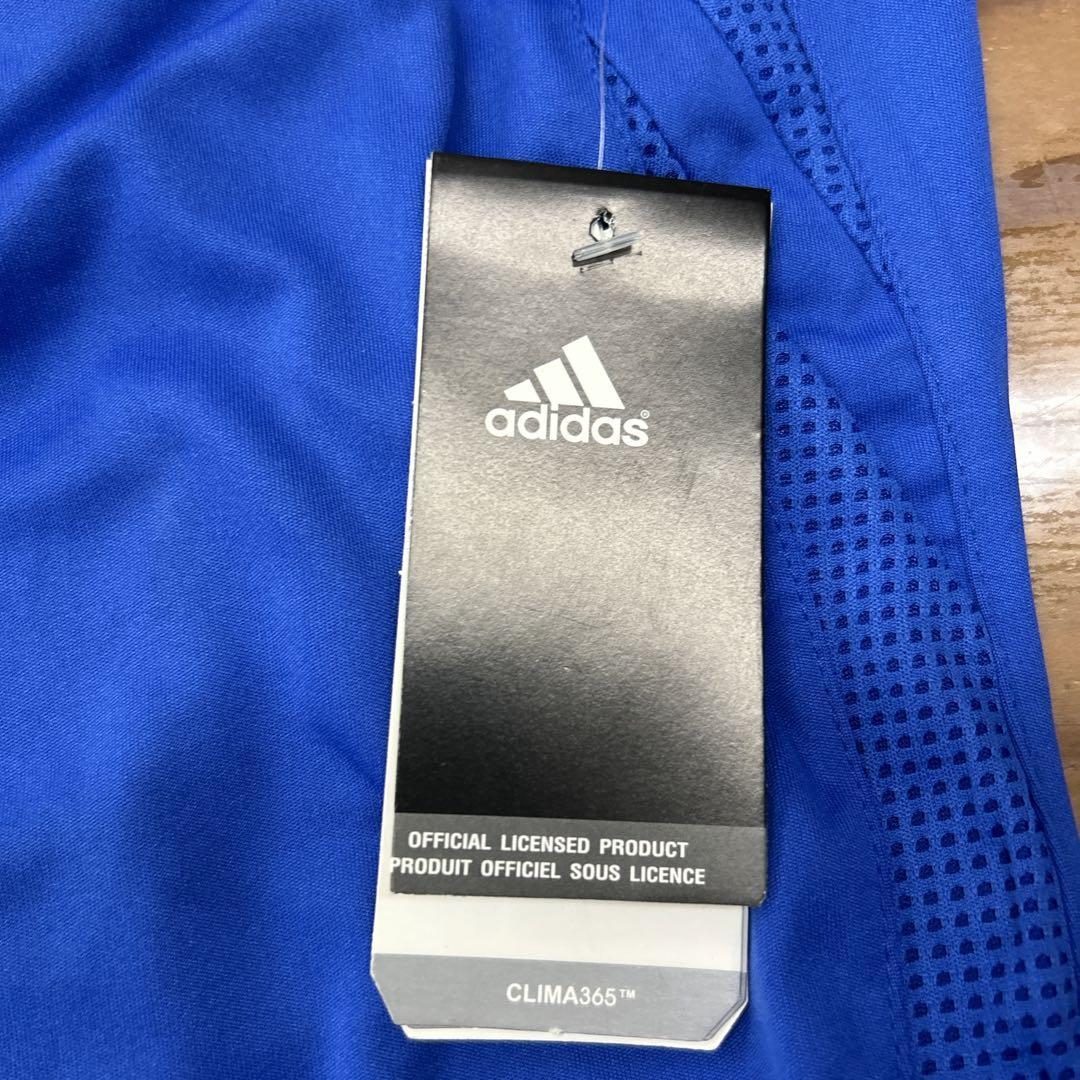 adidas®
OFFICIAL LICENSED PRODUCT
PRODUIT OFFICIEL SOUS LICENCE
CLIMA365™